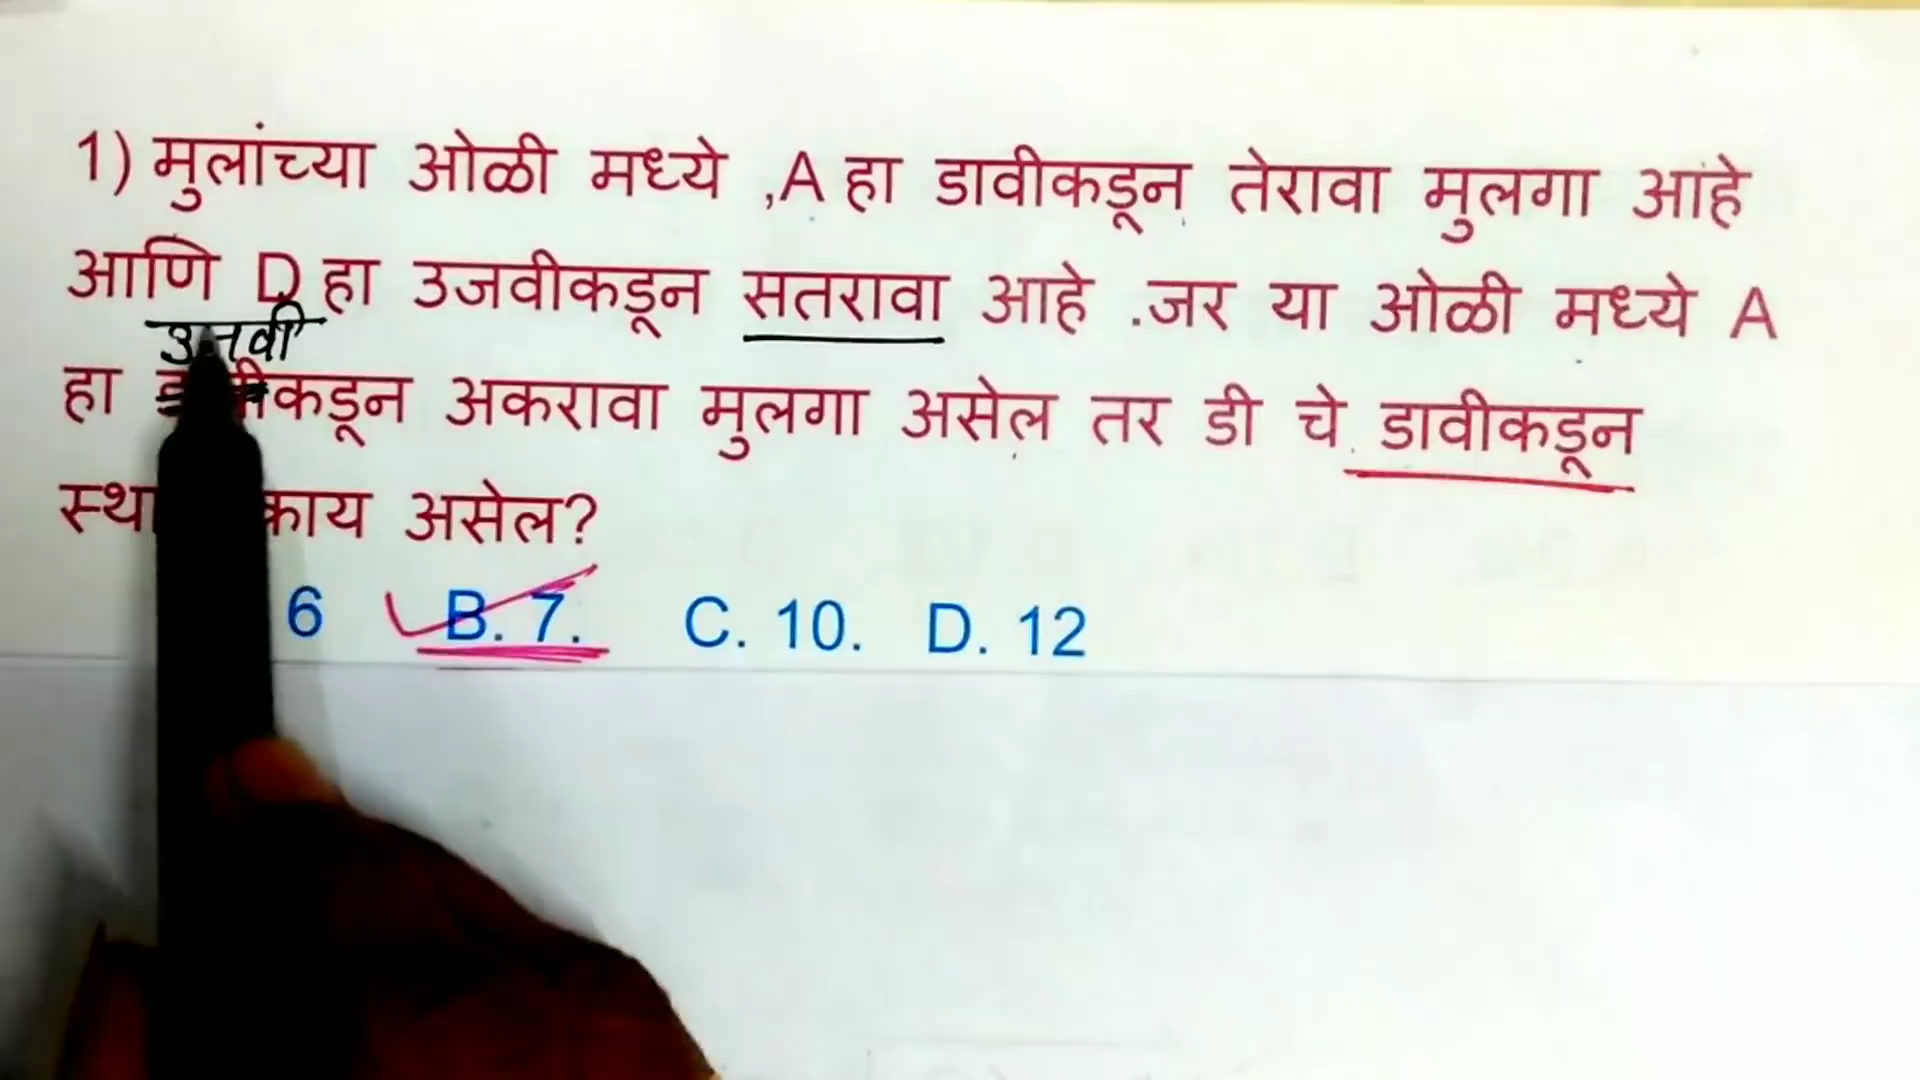 1) मुलांच्या ओळी मध्ये ,A हा डावीकडून तेरावा मुलगा आहे
आणि D हा उजवीकडून सतरावा आहे .जर या ओळी मध्ये A
उजवी
हा कडून अकरावा मुलगा असेल तर डी चे डावीकडून
काय असेल?
6 B. 7. C. 10. D. 12